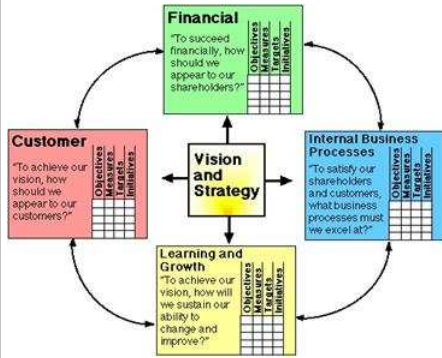 Financial
"To succeed
financially, how
should we
appear to our
shareholders?"
Objectives
Measures
Targets
Initiatives
Customer
"To achieve our
vision, how
should we
appear to our
customers?"
Objectives
Measures
Targets
Initiatives
Vision
and
Strategy
Internal Business
Processes
"To satisfy our
shareholders
and customers,
what business
processes must
we excel at?"
Objectives
Measures
Targets
Initiatives
Learning and
Growth
"To achieve our
vision, how will
we sustain our
ability to
change and
improve?"
Objectives
Measures
Targets
Initiatives